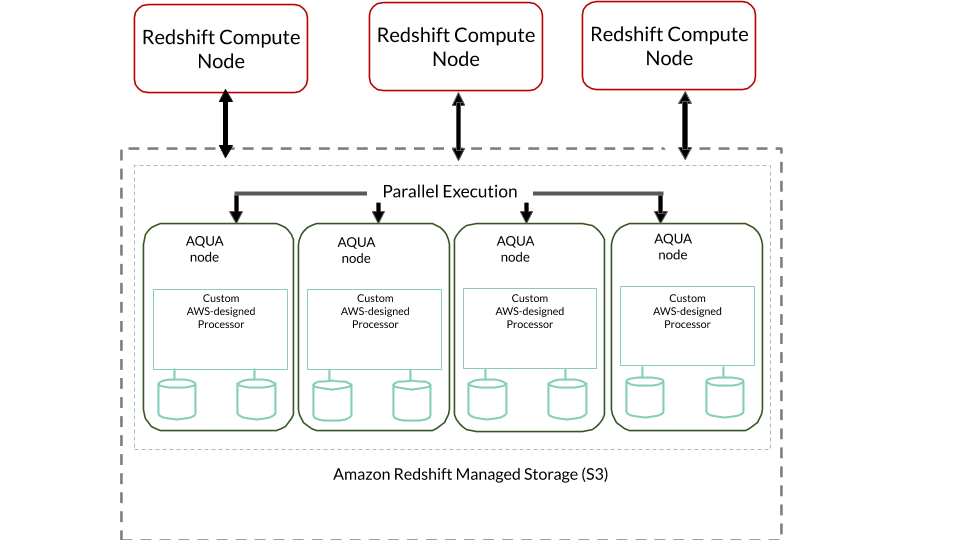 Redshift Compute
Node
Redshift Compute
Node
Redshift Compute
Node
Parallel Execution
AQUA
node
AQUA
node
AQUA
node
AQUA
node
Custom
AWS-designed
Processor
Custom
AWS-designed
Processor
Custom
AWS-designed
Processor
Custom
AWS-designed
Processor
Amazon Redshift Managed Storage (S3)